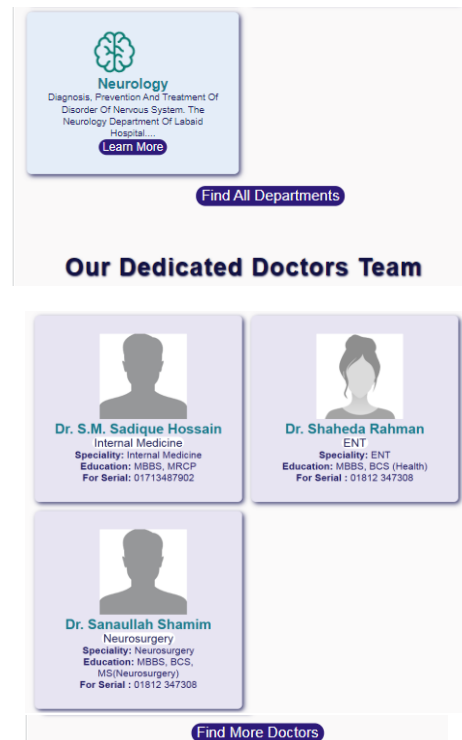 Neurology
Diagnosis, Prevention And Treatment Of
Disorder Of Nervous System. The
Neurology Department Of Labaid
Hospital....
Learn More
Find All Departments
Our Dedicated Doctors Team
Dr. S.M. Sadique Hossain
Internal Medicine
Speciality: Internal Medicine
Education: MBBS, MRCP
For Serial: 01713487902
Dr. Shaheda Rahman
ENT
Speciality: ENT
Education: MBBS, BCS (Health)
For Serial : 01812 347308
Dr. Sanaullah Shamim
Neurosurgery
Speciality: Neurosurgery
Education: MBBS, BCS,
MS(Neurosurgery)
For Serial : 01812 347308
Find More Doctors